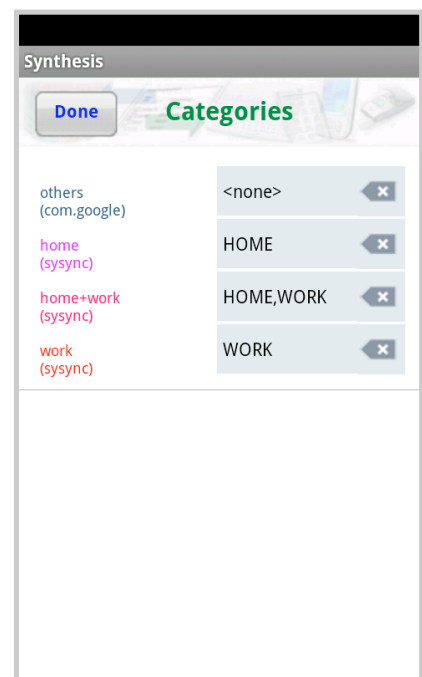 Synthesis
Done
Categories
others
(com.google)
<none>
home
(sysync)
HOME
home+work
(sysync)
HOME,WORK
work
(sysync)
WORK